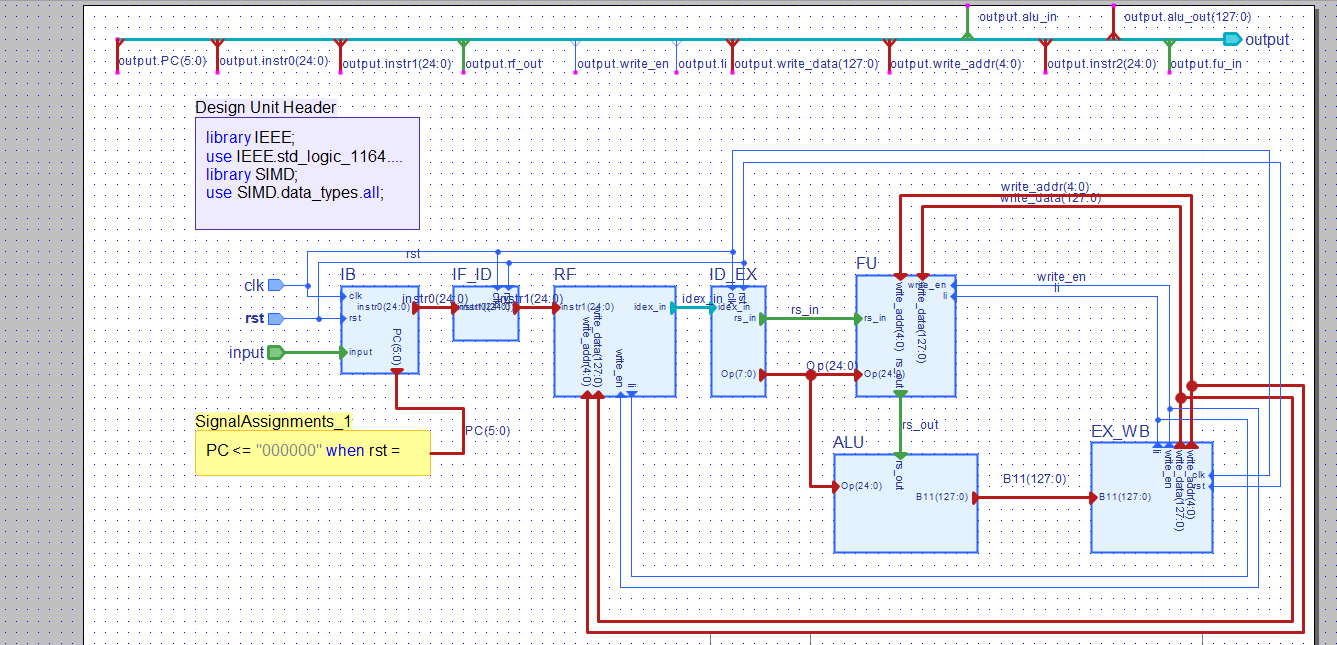 output.alu_in
output.alu_out(127:0)
output
output.PC(5:0)
output.instr0(24:0)
output.instr1(24:0)
output.rf_out
output.write_en
output.li
output.write_data(127:0)
output.write_addr(4:0)
output.instr2(24:0)
output.fu_in
Design Unit Header
library IEEE;
use IEEE.std_logic_1164....
library SIMD;
use SIMD.data_types.all;
write_addr(4:0)
write_data(127:0)
rst
clk
rst
input
IB
clk
rst
input
instr0(24:0)
PC(5:0)
instr0(24:0)
IF_ID
clk
rst
instr1(24:0)
RF
instr1(24:0)
idex_in
write_addr(4:0)
write_data(127:0)
write_en
li
idex_in
ID_EX
clk
rst
idex_in
rs_in
Op(7:0)
rs_in
Op(24:0)
FU
write_en
li
rs_in
Op(24:0)
write_addr(4:0)
write_data(127:0)
rs_out
write_en
li
rs_out
SignalAssignments_1
PC <= "000000" when rst =
PC(5:0)
ALU
rs_out
Op(24:0)
B11(127:0)
B11(127:0)
EX_WB
li
write_en
write_data(127:0)
write_addr(4:0)
clk
rst
B11(127:0)